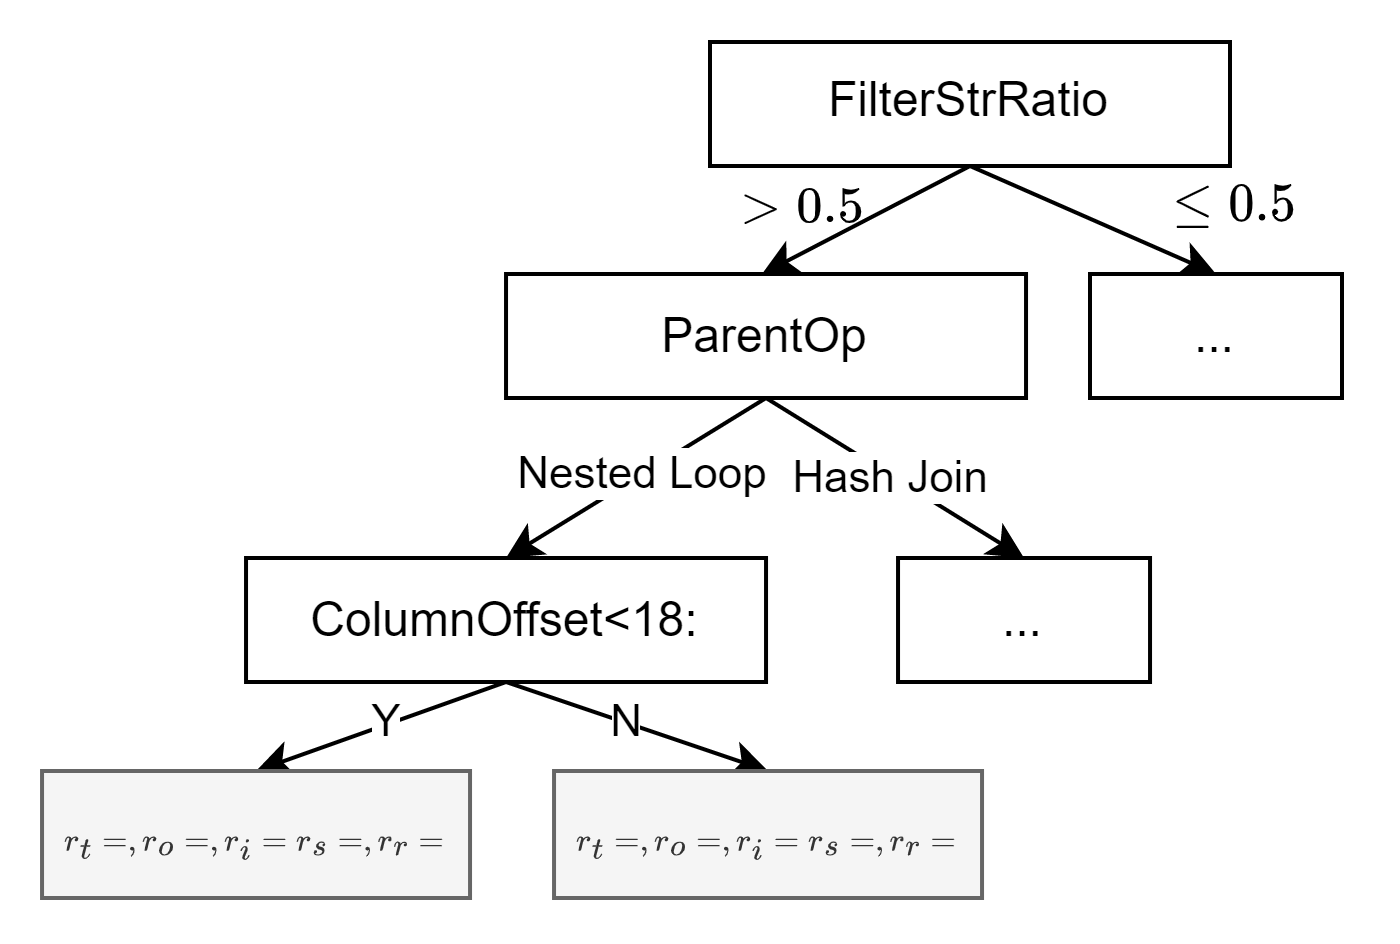 FilterStrRatio
> 0.5
≤ 0.5
ParentOp
...
Nested Loop
Hash Join
ColumnOffset<18:
...
Y
N
r_t =, r_o =, r_i = r_s =, r_r =
r_t =, r_o =, r_i = r_s =, r_r =